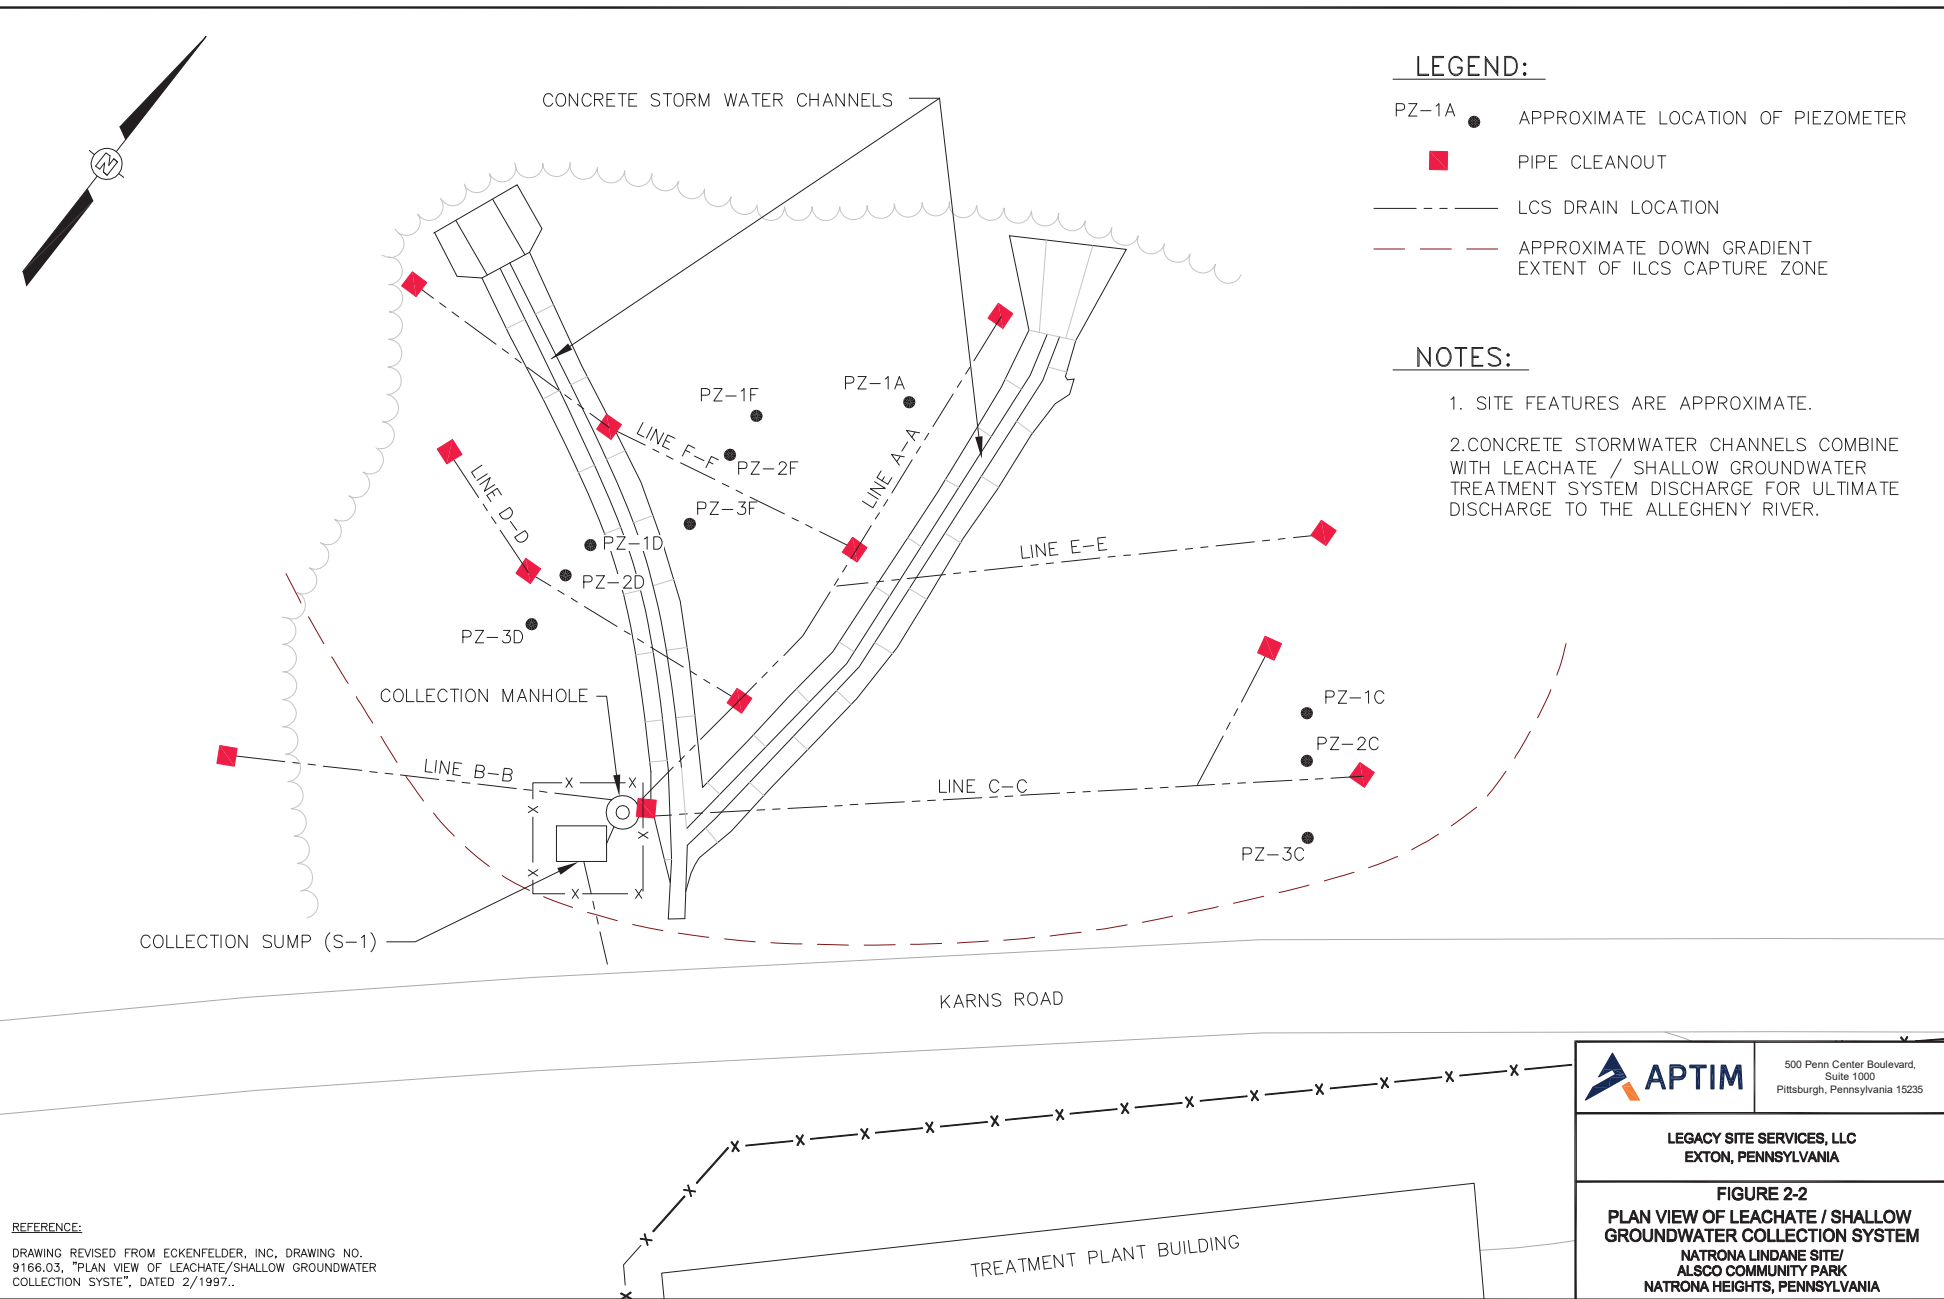 LEGEND:
PZ-1A
APPROXIMATE LOCATION OF PIEZOMETER
PIPE CLEANOUT
LCS DRAIN LOCATION
APPROXIMATE DOWN GRADIENT
EXTENT OF ILCS CAPTURE ZONE
NOTES:
1. SITE FEATURES ARE APPROXIMATE.
2.CONCRETE STORMWATER CHANNELS COMBINE
WITH LEACHATE / SHALLOW GROUNDWATER
TREATMENT SYSTEM DISCHARGE FOR ULTIMATE
DISCHARGE TO THE ALLEGHENY RIVER.
N
CONCRETE STORM WATER CHANNELS
PZ-1F
PZ-1A
LINE F-F
PZ-2F
LINE A-A
PZ-3F
LINE D-D
PZ-1D
PZ-2D
PZ-3D
LINE E-E
COLLECTION MANHOLE
PZ-1C
PZ-2C
LINE B-B
LINE C-C
PZ-3C
COLLECTION SUMP (S-1)
KARNS ROAD
TREATMENT PLANT BUILDING
REFERENCE:
DRAWING REVISED FROM ECKENFELDER, INC, DRAWING NO.
9166.03, "PLAN VIEW OF LEACHATE/SHALLOW GROUNDWATER
COLLECTION SYSTE", DATED 2/1997..
APTIM
500 Penn Center Boulevard,
Suite 1000
Pittsburgh, Pennsylvania 15235
LEGACY SITE SERVICES, LLC
EXTON, PENNSYLVANIA
FIGURE 2-2
PLAN VIEW OF LEACHATE / SHALLOW
GROUNDWATER COLLECTION SYSTEM
NATRONA LINDANE SITE/
ALSCO COMMUNITY PARK
NATRONA HEIGHTS, PENNSYLVANIA